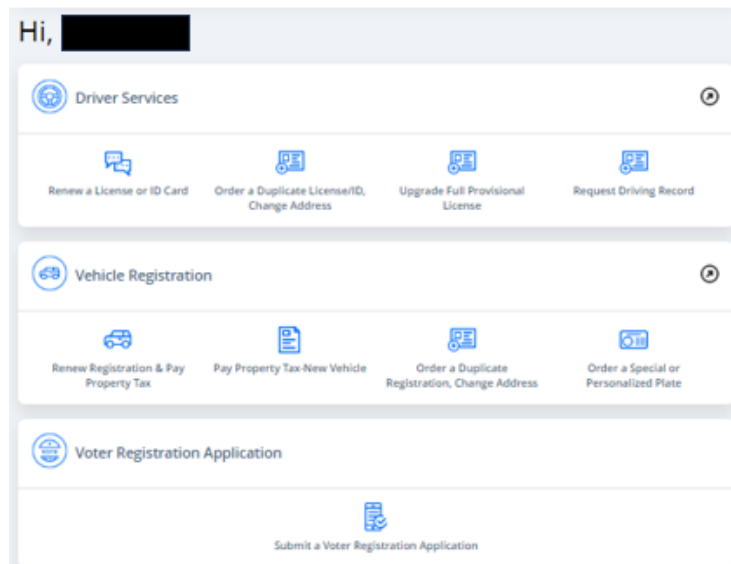 Hi,
Driver Services
Renew a License or ID Card
Order a Duplicate License/ID,
Change Address
Upgrade Full Provisional
License
Request Driving Record
Vehicle Registration
Renew Registration & Pay
Property Tax
Pay Property Tax-New Vehicle
Order a Duplicate
Registration, Change Address
Order a Special or
Personalized Plate
Voter Registration Application
Submit a Voter Registration Application